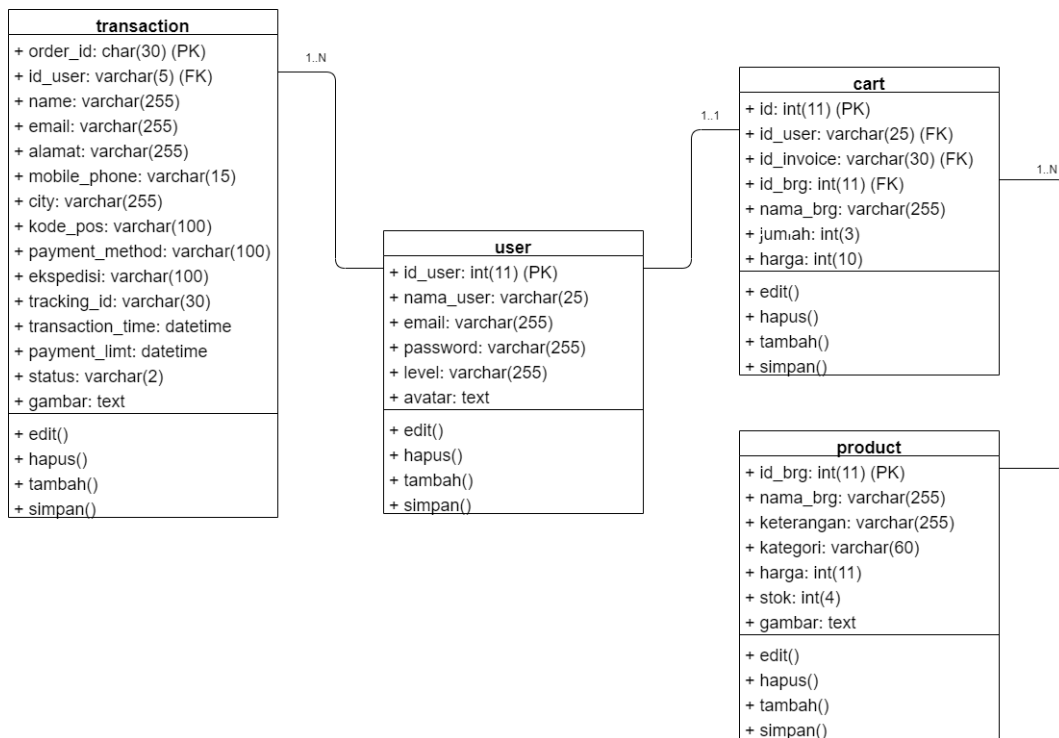 transaction
+ order_id: char(30) (PK)
+ id_user: varchar(5) (FK)
+ name: varchar(255)
+ email: varchar(255)
+ alamat: varchar(255)
+ mobile_phone: varchar(15)
+ city: varchar(255)
+ kode_pos: varchar(100)
+ payment_method: varchar(100)
+ ekspedisi: varchar(100)
+ tracking_id: varchar(30)
+ transaction_time: datetime
+ payment_limt: datetime
+ status: varchar(2)
+ gambar: text
+ edit()
+ hapus()
+ tambah()
+ simpan()
1..N
user
+ id_user: int(11) (PK)
+ nama_user: varchar(25)
+ email: varchar(255)
+ password: varchar(255)
+ level: varchar(255)
+ avatar: text
+ edit()
+ hapus()
+ tambah()
+ simpan()
1..1
cart
+ id: int(11) (PK)
+ id_user: varchar(25) (FK)
+ id_invoice: varchar(30) (FK)
+ id_brg: int(11) (FK)
+ nama_brg: varchar(255)
+ jumlah: int(3)
+ harga: int(10)
+ edit()
+ hapus()
+ tambah()
+ simpan()
1..N
product
+ id_brg: int(11) (PK)
+ nama_brg: varchar(255)
+ keterangan: varchar(255)
+ kategori: varchar(60)
+ harga: int(11)
+ stok: int(4)
+ gambar: text
+ edit()
+ hapus()
+ tambah()
+ simpan()